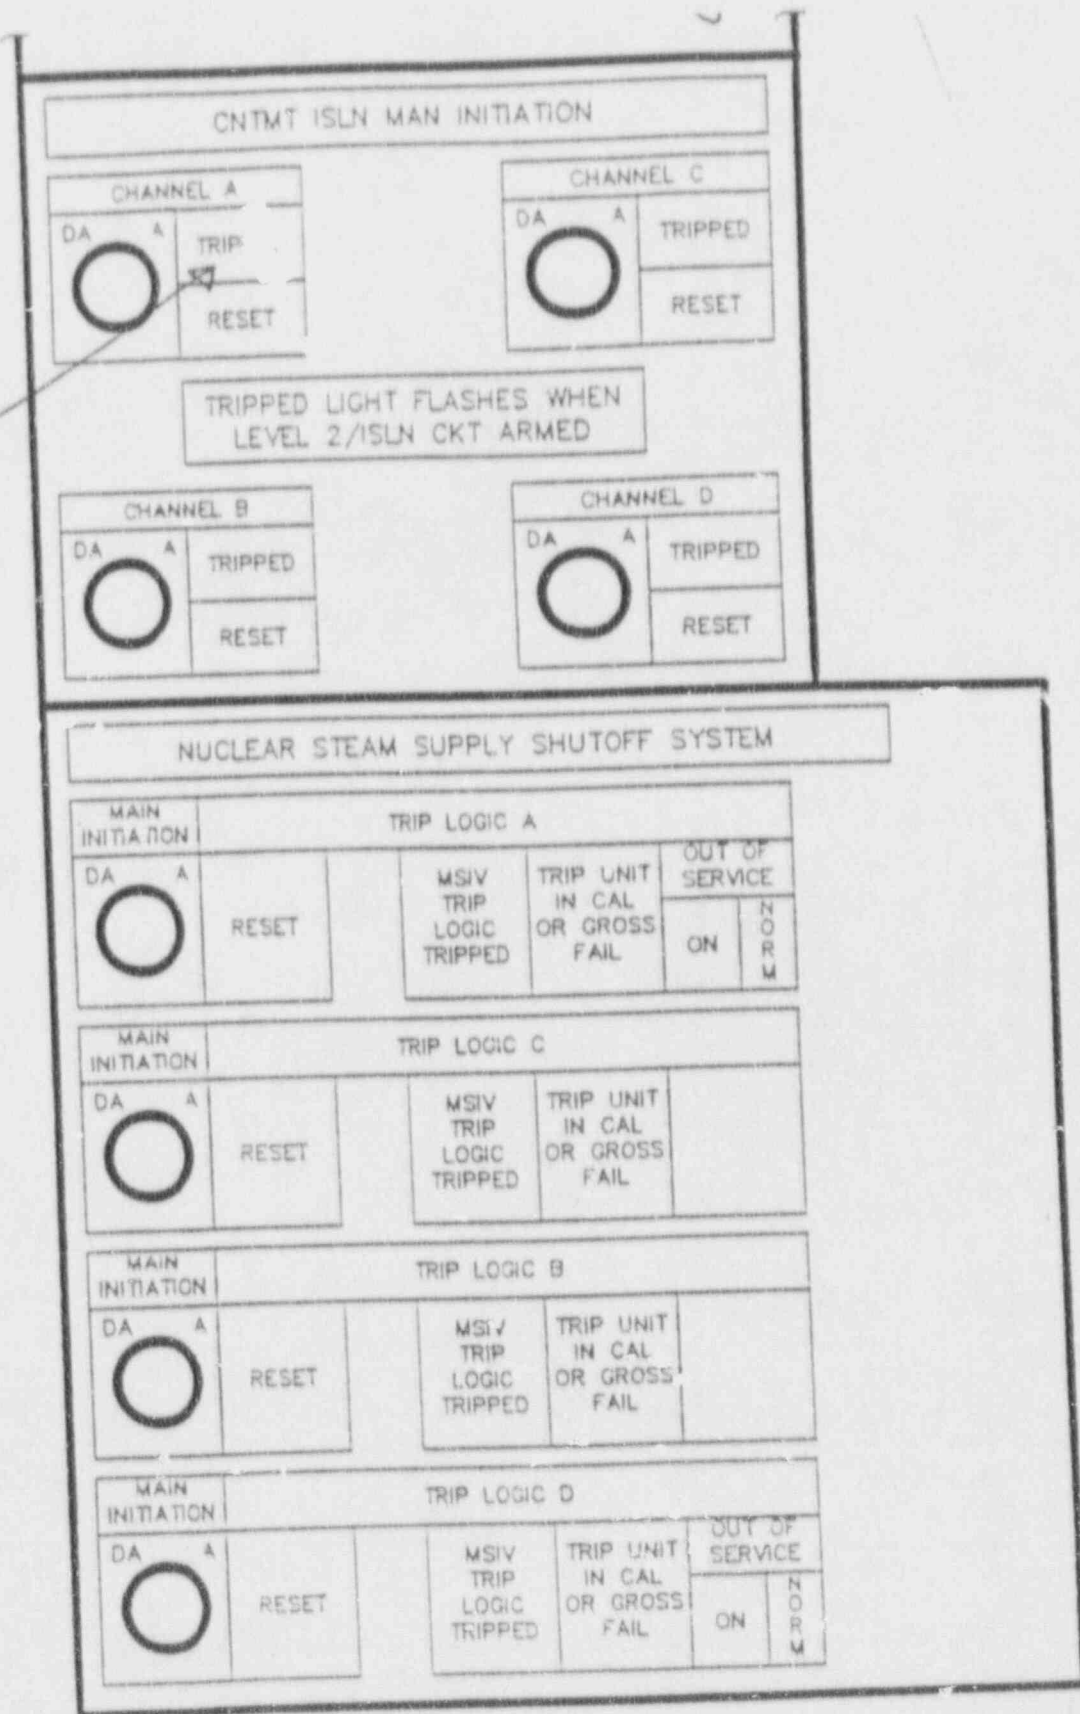 CNTMT ISLN MAN INITIATION
CHANNEL A
DA A
TRIP
RESET
CHANNEL C
DA A
TRIPPED
RESET
TRIPPED LIGHT FLASHES WHEN
LEVEL 2/ISLN CKT ARMED
CHANNEL B
DA A
TRIPPED
RESET
CHANNEL D
DA A
TRIPPED
RESET
NUCLEAR STEAM SUPPLY SHUTOFF SYSTEM
MAIN
INITIATION
TRIP LOGIC A
DA A
RESET
MSIV
TRIP
LOGIC
TRIPPED
TRIP UNIT
IN CAL
OR GROSS
FAIL
OUT OF
SERVICE
ON
NORM
MAIN
INITIATION
TRIP LOGIC C
DA A
RESET
MSIV
TRIP
LOGIC
TRIPPED
TRIP UNIT
IN CAL
OR GROSS
FAIL
MAIN
INITIATION
TRIP LOGIC B
DA A
RESET
MSIV
TRIP
LOGIC
TRIPPED
TRIP UNIT
IN CAL
OR GROSS
FAIL
MAIN
INITIATION
TRIP LOGIC D
DA A
RESET
MSIV
TRIP
LOGIC
TRIPPED
TRIP UNIT
IN CAL
OR GROSS
FAIL
OUT OF
SERVICE
ON
NORM